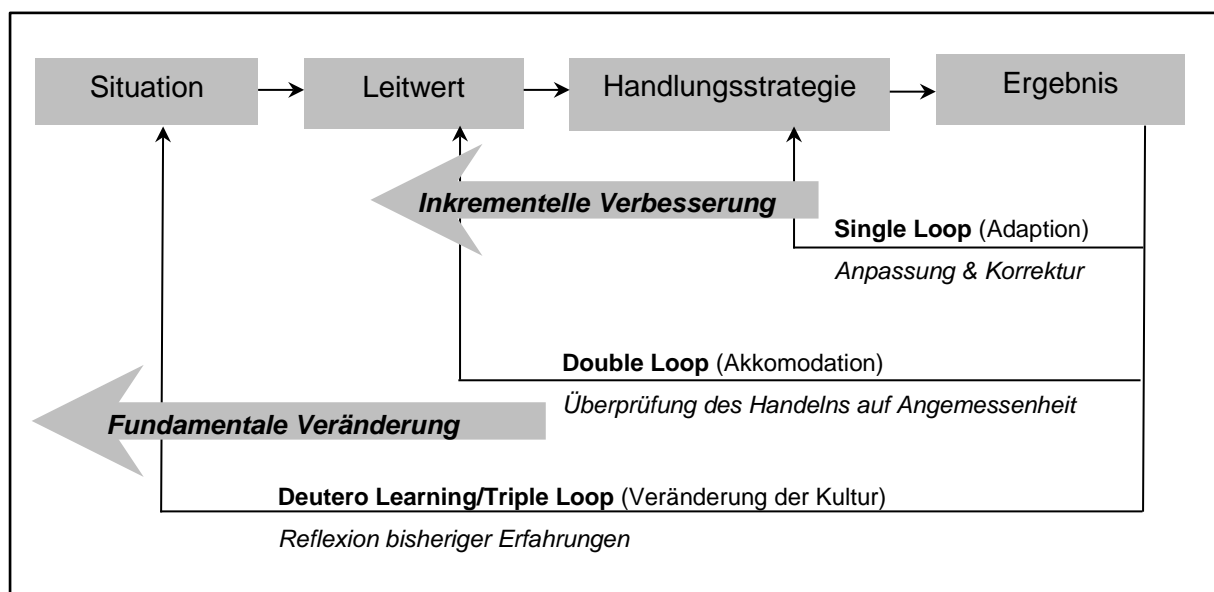 Situation
Leitwert
Handlungsstrategie
Ergebnis
Inkrementelle Verbesserung
Single Loop (Adaption)
Anpassung & Korrektur
Double Loop (Akkomodation)
Überprüfung des Handelns auf Angemessenheit
Fundamentale Veränderung
Deutero Learning/Triple Loop (Veränderung der Kultur)
Reflexion bisheriger Erfahrungen